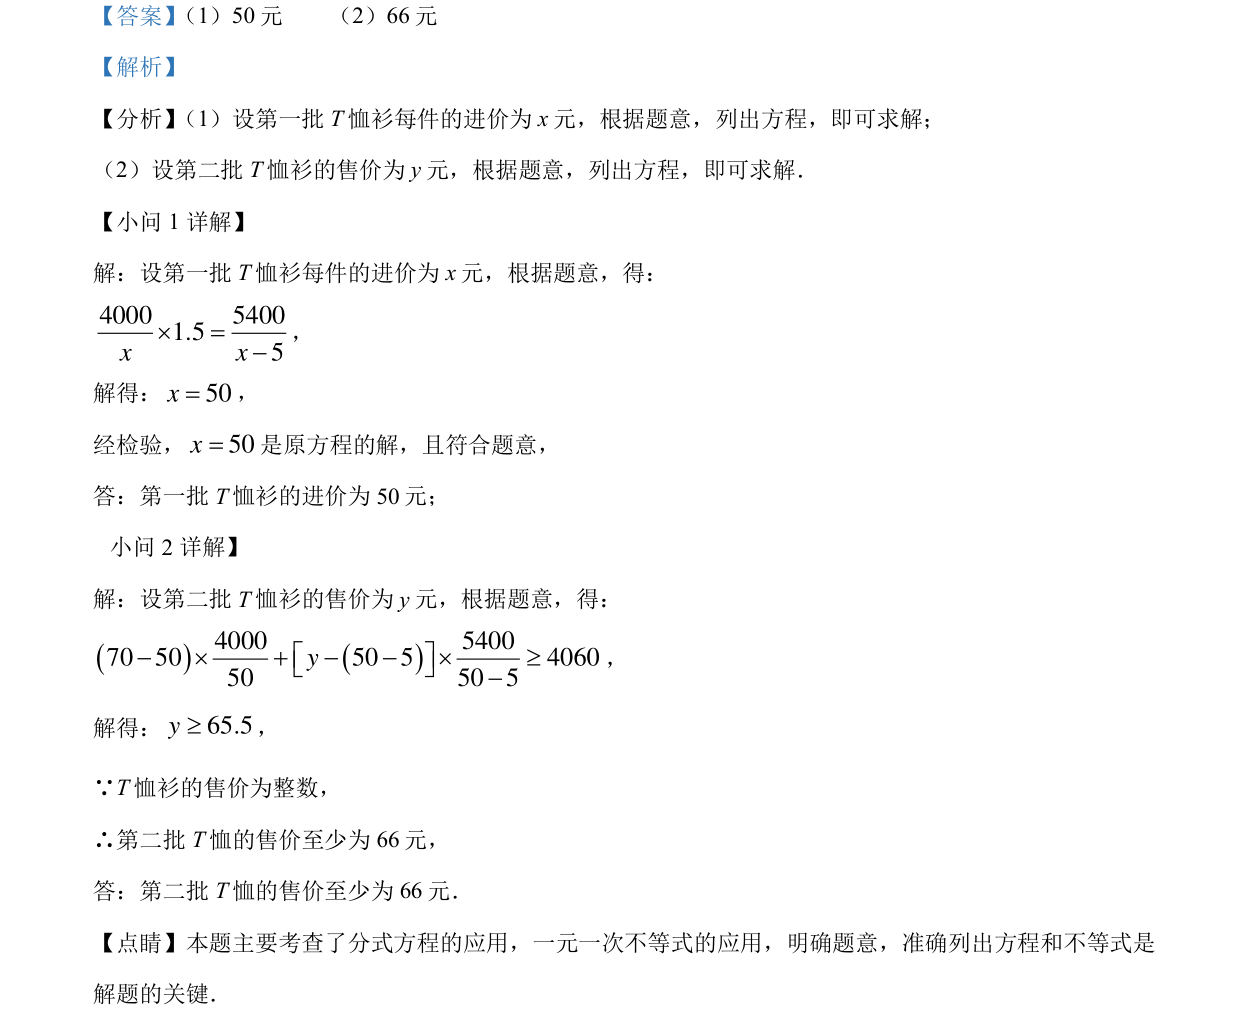 【答案】（1）50 元  （2）66 元
【解析】
【分析】（1）设第一批 T 恤衫每件的进价为 x 元，根据题意，列出方程，即可求解；
（2）设第二批 T 恤衫的售价为 y 元，根据题意，列出方程，即可求解．
【小问 1 详解】
解：设第一批 T 恤衫每件的进价为 x 元，根据题意，得：
4000/x ×1.5 = 5400/(x−5)，
解得： x = 50，
经检验， x = 50 是原方程的解，且符合题意，
答：第一批 T 恤衫的进价为 50 元；
小问 2 详解】
解：设第二批 T 恤衫的售价为 y 元，根据题意，得：
(70−50)× 4000/50 +[y−(50−5)]× 5400/(50−5) ≥ 4060，
解得： y ≥ 65.5，
∵T 恤衫的售价为整数，
∴第二批 T 恤的售价至少为 66 元，
答：第二批 T 恤的售价至少为 66 元．
【点睛】本题主要考查了分式方程的应用，一元一次不等式的应用，明确题意，准确列出方程和不等式是
解题的关键．